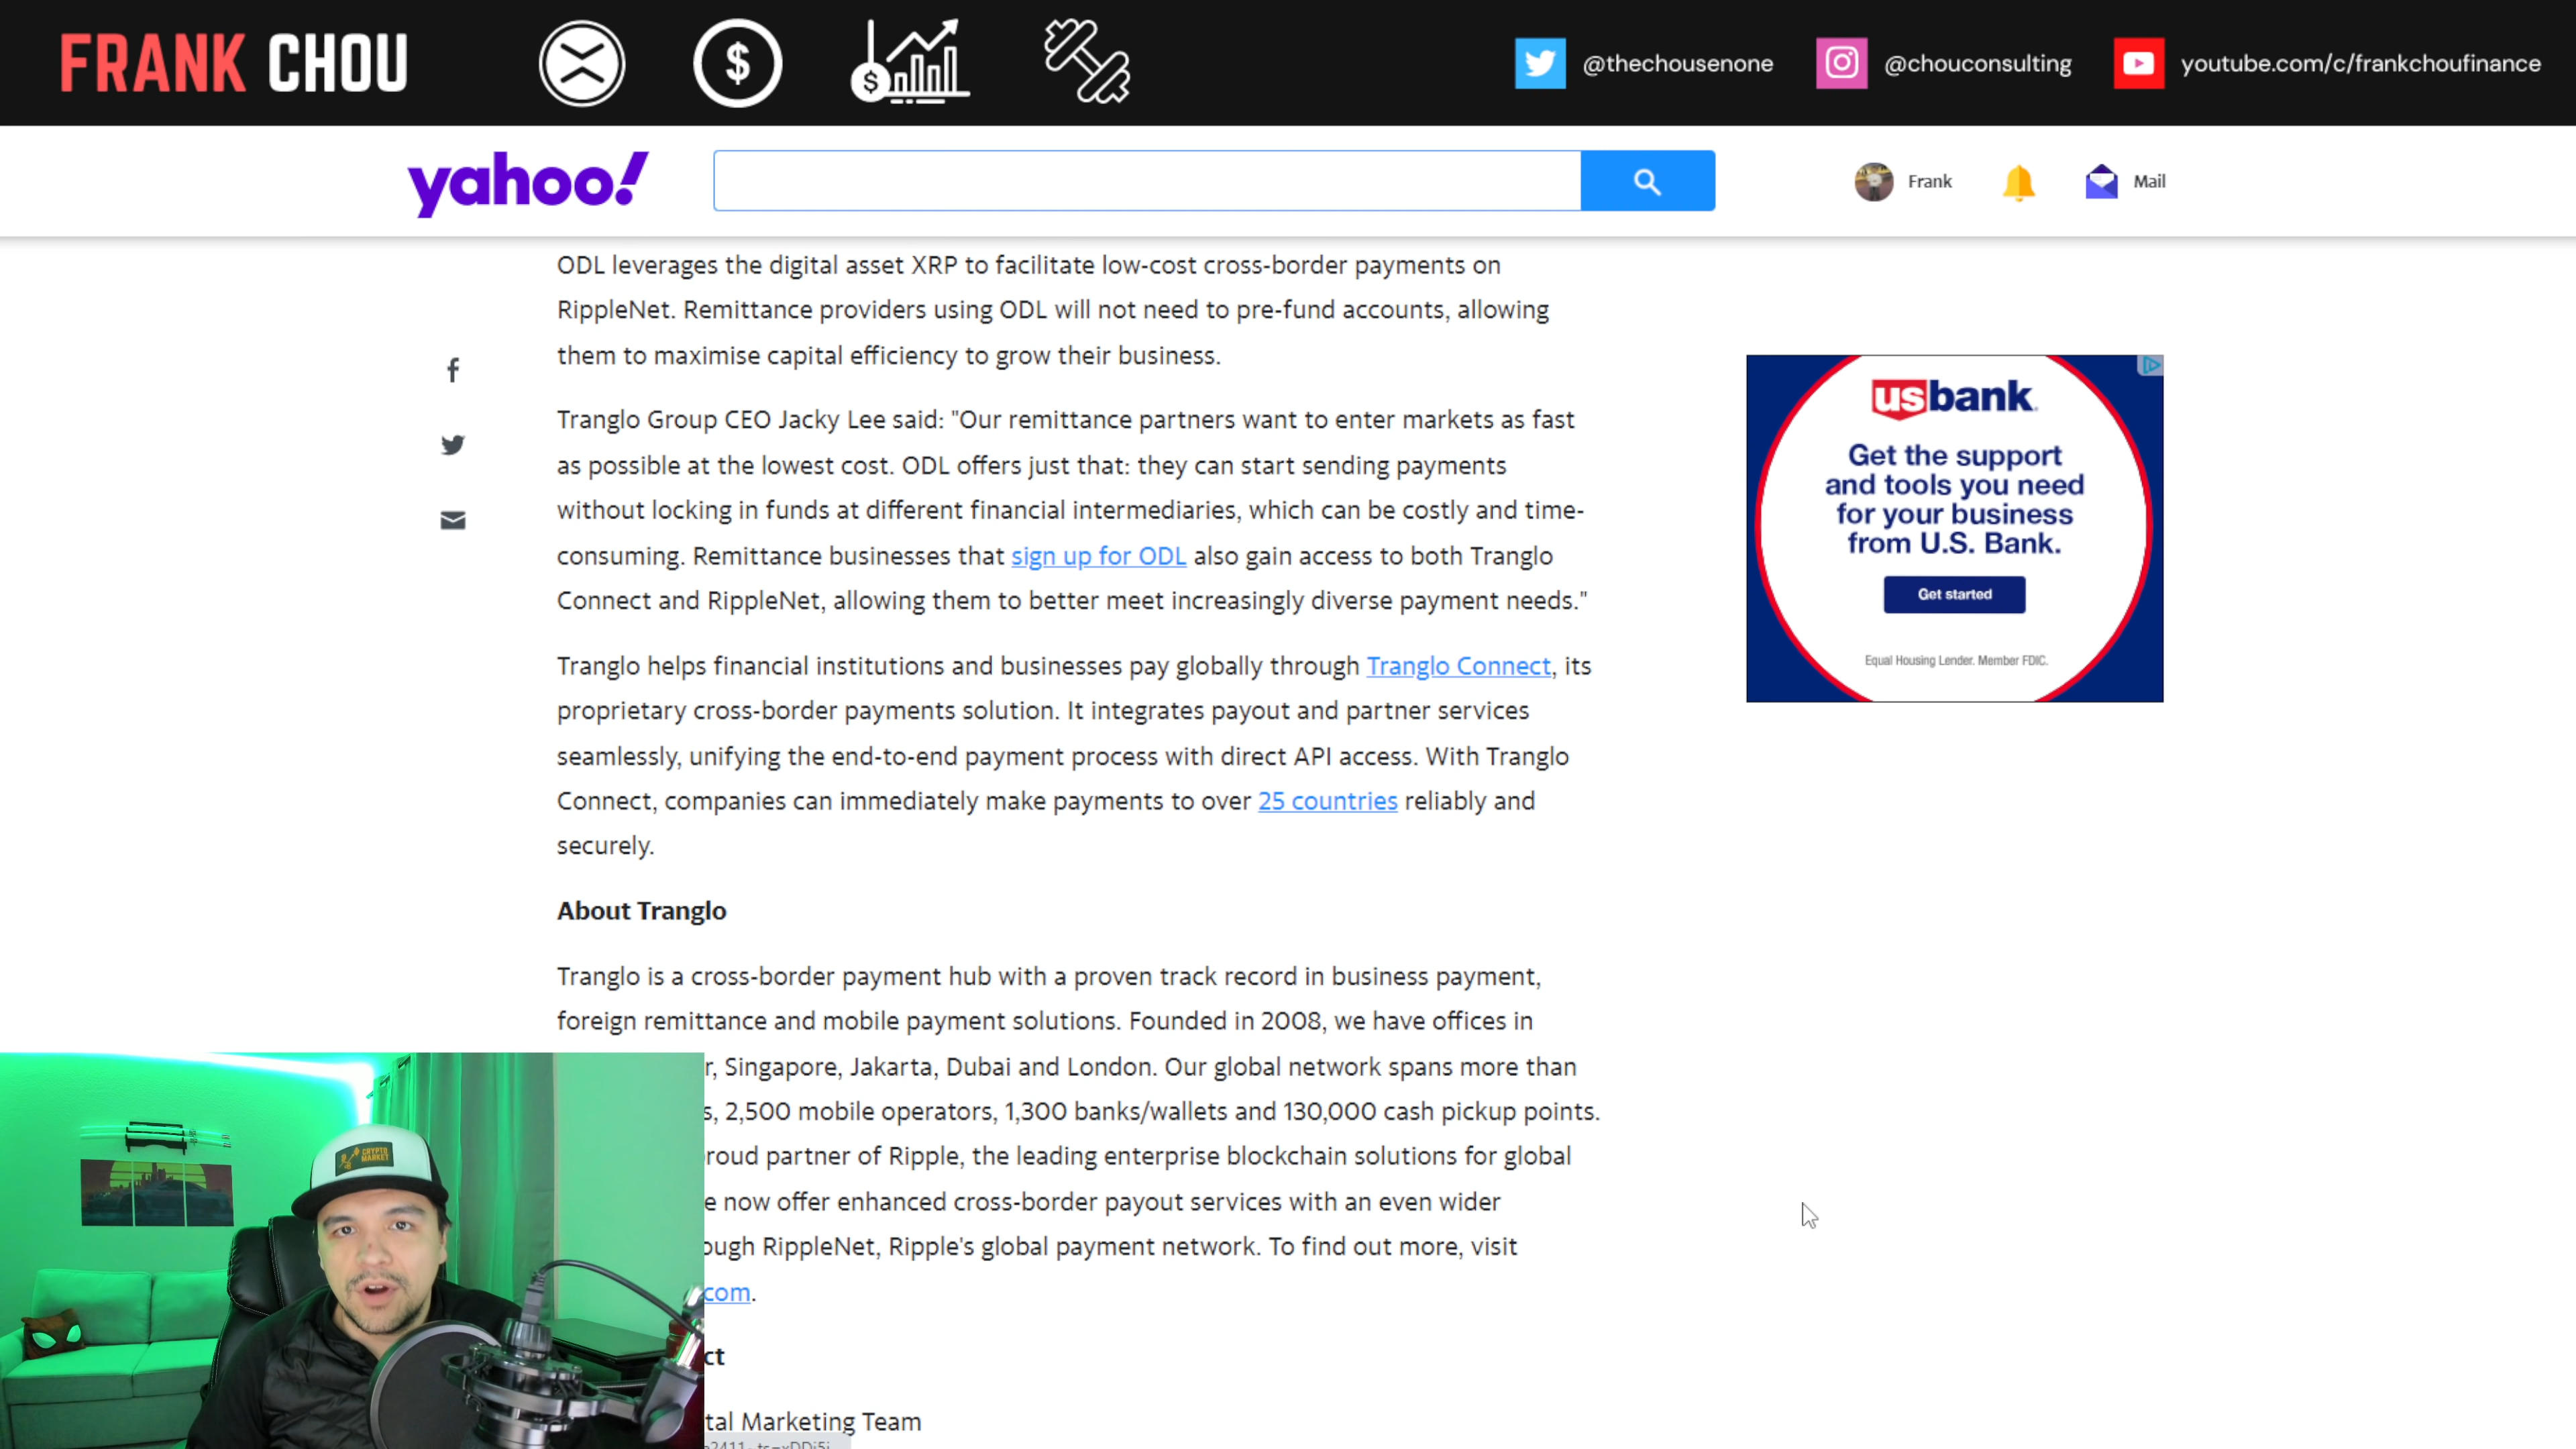 FRANK CHOU
@thechousenone
@chouconsulting
youtube.com/c/frankchoufinance
yahoo!
Frank
Mail
ODL leverages the digital asset XRP to facilitate low-cost cross-border payments on
RippleNet. Remittance providers using ODL will not need to pre-fund accounts, allowing
them to maximise capital efficiency to grow their business.
Tranglo Group CEO Jacky Lee said: "Our remittance partners want to enter markets as fast
as possible at the lowest cost. ODL offers just that: they can start sending payments
without locking in funds at different financial intermediaries, which can be costly and time-
consuming. Remittance businesses that sign up for ODL also gain access to both Tranglo
Connect and RippleNet, allowing them to better meet increasingly diverse payment needs."
Tranglo helps financial institutions and businesses pay globally through Tranglo Connect, its
proprietary cross-border payments solution. It integrates payout and partner services
seamlessly, unifying the end-to-end payment process with direct API access. With Tranglo
Connect, companies can immediately make payments to over 25 countries reliably and
securely.
About Tranglo
Tranglo is a cross-border payment hub with a proven track record in business payment,
foreign remittance and mobile payment solutions. Founded in 2008, we have offices in
r, Singapore, Jakarta, Dubai and London. Our global network spans more than
s, 2,500 mobile operators, 1,300 banks/wallets and 130,000 cash pickup points.
roud partner of Ripple, the leading enterprise blockchain solutions for global
e now offer enhanced cross-border payout services with an even wider
ough RippleNet, Ripple's global payment network. To find out more, visit
com.
ct
tal Marketing Team
usbank
Get the support
and tools you need
for your business
from U.S. Bank.
Get started
Equal Housing Lender. Member FDIC.
CRYPTO
MARKET